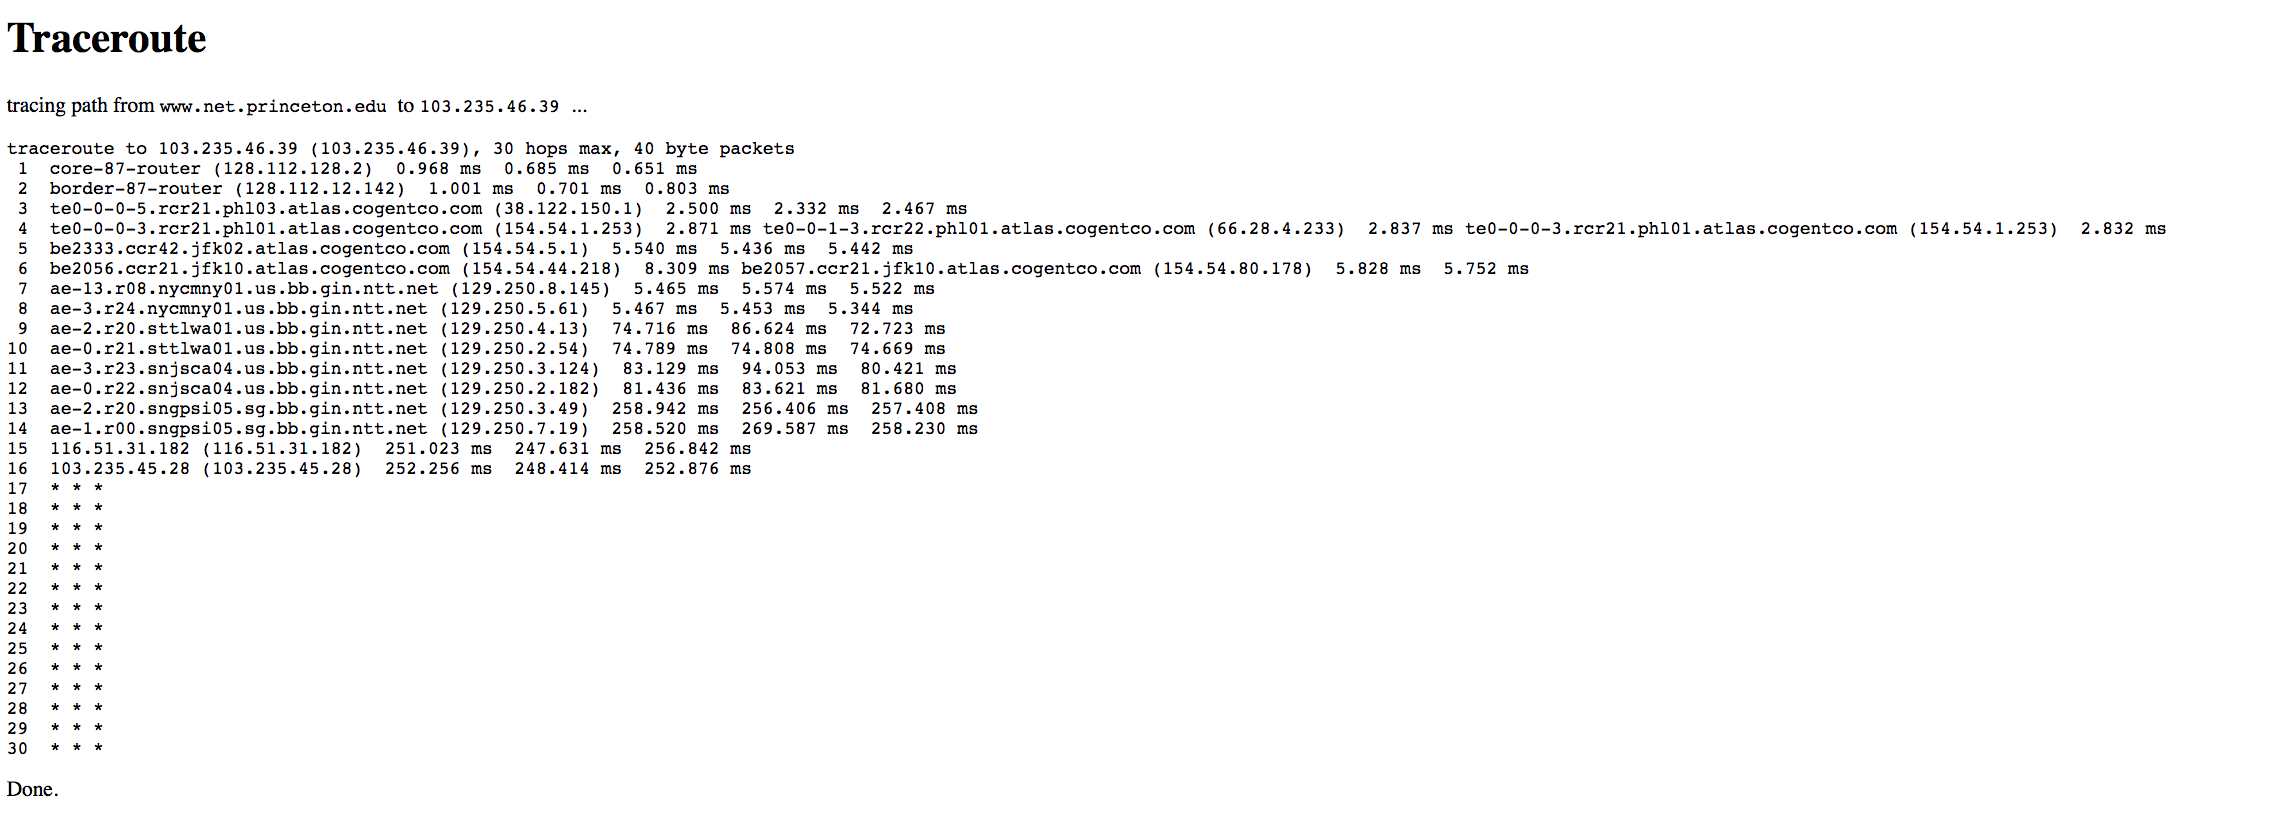 Traceroute
tracing path from www.net.princeton.edu to 103.235.46.39 ...
traceroute to 103.235.46.39 (103.235.46.39), 30 hops max, 40 byte packets
 1  core-87-router (128.112.128.2)  0.968 ms  0.685 ms  0.651 ms
 2  border-87-router (128.112.12.142)  1.001 ms  0.701 ms  0.803 ms
 3  te0-0-0-5.rcr21.phl03.atlas.cogentco.com (38.122.150.1)  2.500 ms  2.332 ms  2.467 ms
 4  te0-0-0-3.rcr21.phl01.atlas.cogentco.com (154.54.1.253)  2.871 ms te0-0-1-3.rcr22.phl01.atlas.cogentco.com (66.28.4.233)  2.837 ms te0-0-0-3.rcr21.phl01.atlas.cogentco.com (154.54.1.253)  2.832 ms
 5  be2333.ccr42.jfk02.atlas.cogentco.com (154.54.5.1)  5.540 ms  5.436 ms  5.442 ms
 6  be2056.ccr21.jfk10.atlas.cogentco.com (154.54.44.218)  8.309 ms be2057.ccr21.jfk10.atlas.cogentco.com (154.54.80.178)  5.828 ms  5.752 ms
 7  ae-13.r08.nycmny01.us.bb.gin.ntt.net (129.250.8.145)  5.465 ms  5.574 ms  5.522 ms
 8  ae-3.r24.nycmny01.us.bb.gin.ntt.net (129.250.5.61)  5.467 ms  5.453 ms  5.344 ms
 9  ae-2.r20.sttlwa01.us.bb.gin.ntt.net (129.250.4.13)  74.716 ms  86.624 ms  72.723 ms
10  ae-0.r21.sttlwa01.us.bb.gin.ntt.net (129.250.2.54)  74.789 ms  74.808 ms  74.669 ms
11  ae-3.r23.snjsca04.us.bb.gin.ntt.net (129.250.3.124)  83.129 ms  94.053 ms  80.421 ms
12  ae-0.r22.snjsca04.us.bb.gin.ntt.net (129.250.2.182)  81.436 ms  83.621 ms  81.680 ms
13  ae-2.r20.sngpsi05.sg.bb.gin.ntt.net (129.250.3.49)  258.942 ms  256.406 ms  257.408 ms
14  ae-1.r00.sngpsi05.sg.bb.gin.ntt.net (129.250.7.19)  258.520 ms  269.587 ms  258.230 ms
15  116.51.31.182 (116.51.31.182)  251.023 ms  247.631 ms  256.842 ms
16  103.235.45.28 (103.235.45.28)  252.256 ms  248.414 ms  252.876 ms
17  * * *
18  * * *
19  * * *
20  * * *
21  * * *
22  * * *
23  * * *
24  * * *
25  * * *
26  * * *
27  * * *
28  * * *
29  * * *
30  * * *
Done.